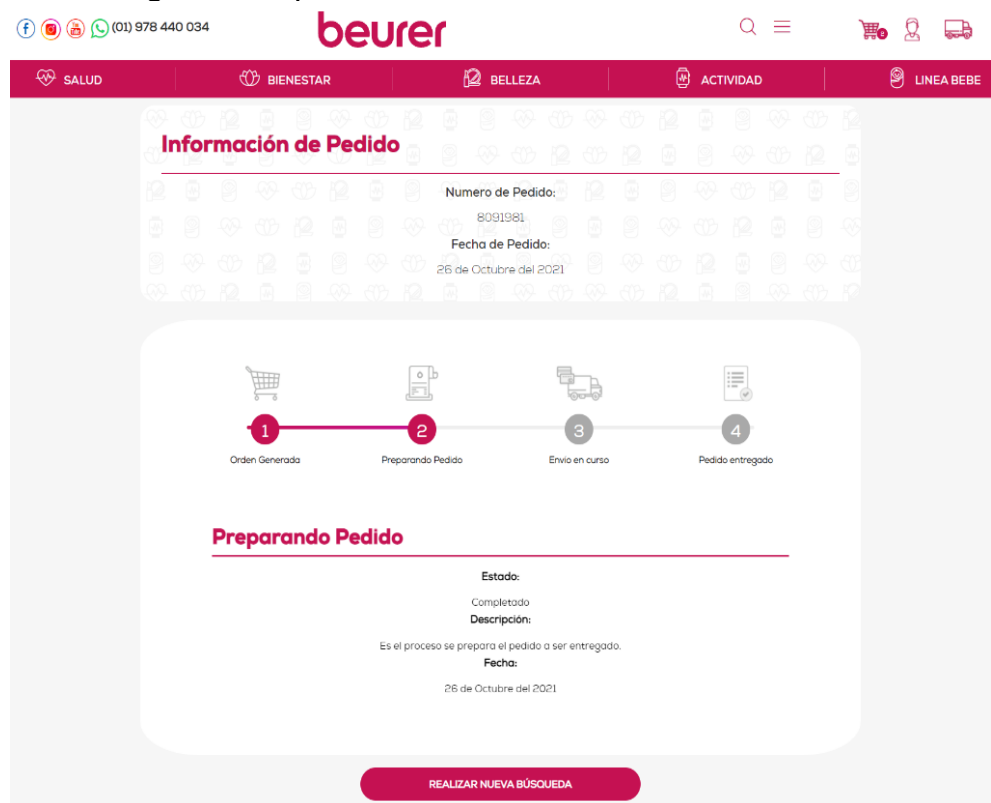 (01) 978 440 034
beurer
SALUD
BIENESTAR
BELLEZA
ACTIVIDAD
LINEA BEBE
Información de Pedido
Numero de Pedido:
8091981
Fecha de Pedido:
26 de Octubre del 2021
1
2
3
4
Orden Generada
Preparando Pedido
Envio en curso
Pedido entregado
Preparando Pedido
Estado:
Completado
Descripción:
Es el proceso se prepara el pedido a ser entregado.
Fecha:
26 de Octubre del 2021
REALIZAR NUEVA BÚSQUEDA